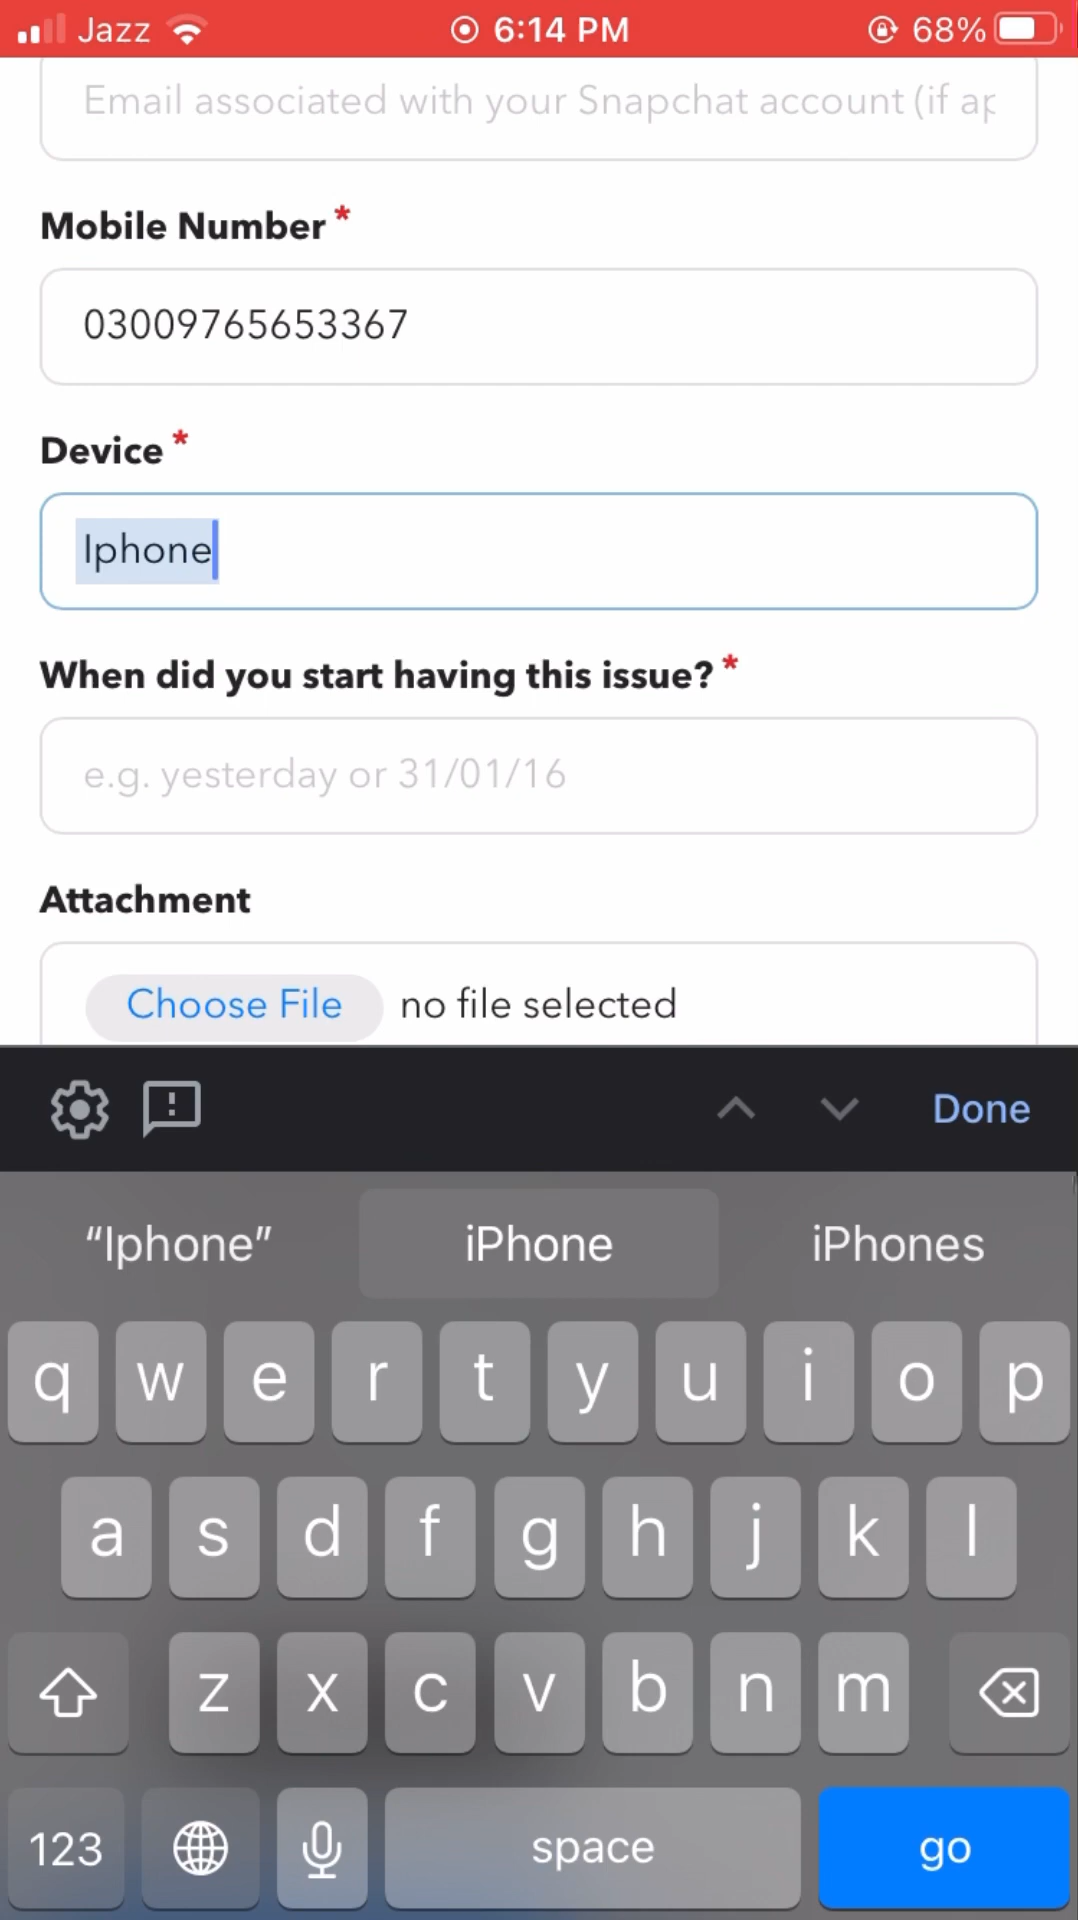 Jazz 6:14 PM 68%
Email associated with your Snapchat account (if ap
Mobile Number *
03009765653367
Device *
Iphone
When did you start having this issue? *
e.g. yesterday or 31/01/16
Attachment
Choose File no file selected
Done
“Iphone” iPhone iPhones
q w e r t y u i o p
a s d f g h j k l
z x c v b n m
123 space go